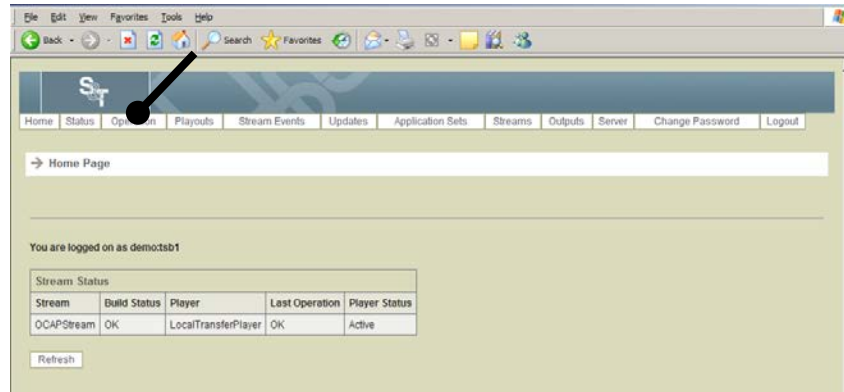 File Edit View Favorites Tools Help
Back Search Favorites
S&T
Home Status Playouts Stream Events Updates Application Sets Streams Outputs Server Change Password Logout
Home Page
You are logged on as demo:tsb1
Stream Status
Stream Build Status Player Last Operation Player Status
OCAPStream OK LocalTransferPlayer OK Active
Refresh